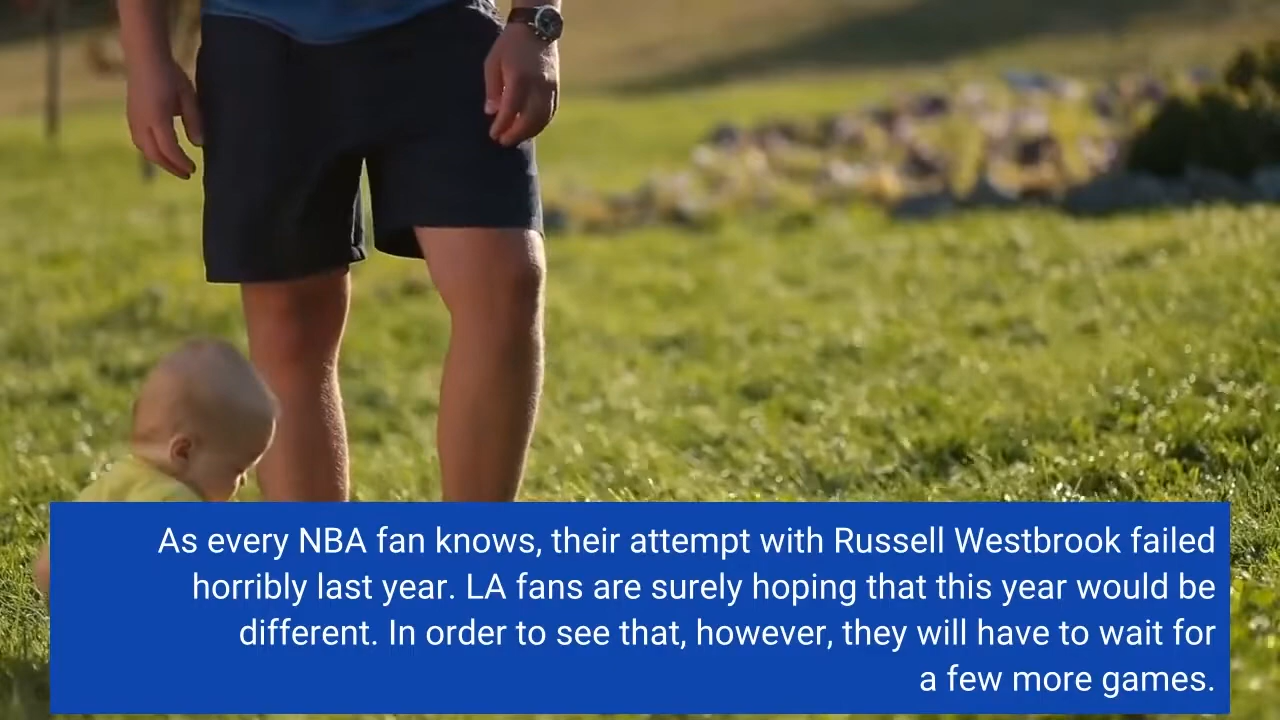 As every NBA fan knows, their attempt with Russell Westbrook failed
horribly last year. LA fans are surely hoping that this year would be
different. In order to see that, however, they will have to wait for
a few more games.